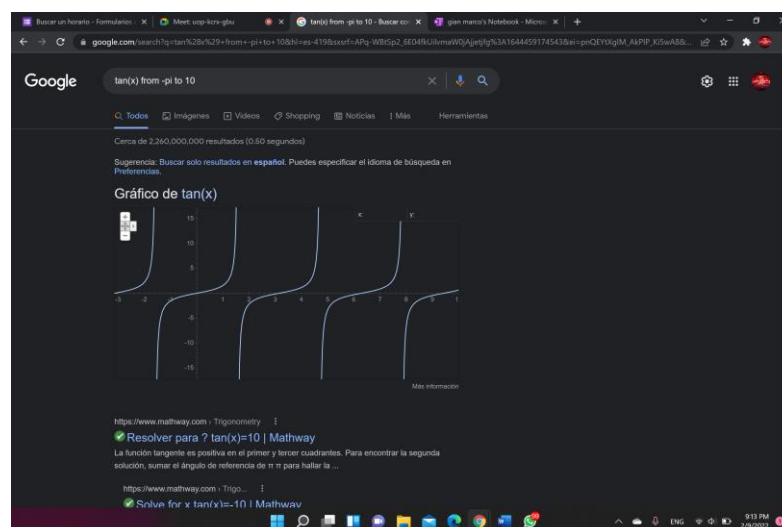 Buscar un horario - Formularios
Meet: uop-kcrx-gbu
tan(x) from -pi to 10 - Buscar con
gian marco's Notebook - Micros
google.com/search?q=tan%28x%29+from+-pi+to+10&hl=es-419&sxsrf=
Google
tan(x) from -pi to 10
Todos
Imágenes
Videos
Shopping
Noticias
Más
Herramientas
Cerca de 2,260,000,000 resultados (0.50 segundos)
Sugerencia: Buscar solo resultados en español. Puedes especificar el idioma de búsqueda en
Preferencias.
Gráfico de tan(x)
x: y:
15
10
5
-3 -2 -1 1 2 3 4 5 6 7 8 9 1
-5
-10
-15
Más información
https://www.mathway.com › Trigonometry
Resolver para ? tan(x)=10 | Mathway
La función tangente es positiva en el primer y tercer cuadrantes. Para encontrar la segunda
solución, sumar el ángulo de referencia de π π para hallar la ...
https://www.mathway.com › Trigo...
Solve for x tan(x)=-10 | Mathway
ENG
9:13 PM